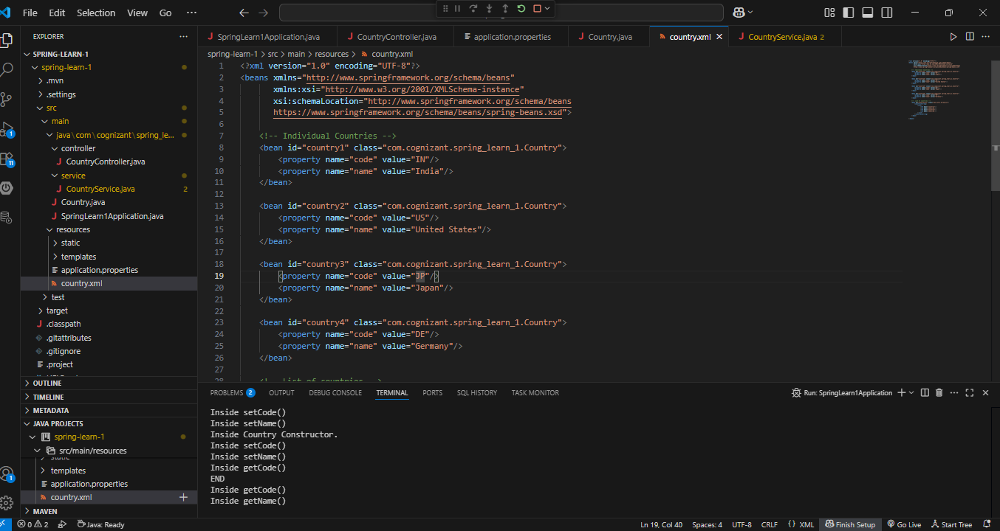 File Edit Selection View Go ···
EXPLORER ···
SPRING-LEARN-1
spring-learn-1
.mvn
.settings
src
main
java\com\cognizant\spring_le...
controller
CountryController.java
service
CountryService.java 2
Country.java
SpringLearn1Application.java
resources
static
templates
application.properties
country.xml
test
target
.classpath
.gitattributes
.gitignore
.project
OUTLINE
TIMELINE
METADATA
JAVA PROJECTS
spring-learn-1
src/main/resources
static
templates
application.properties
country.xml
MAVEN
1
11
1
SpringLearn1Application.java CountryController.java application.properties Country.java country.xml CountryService.java 2
spring-learn-1 > src > main > resources > country.xml
1 <?xml version="1.0" encoding="UTF-8"?>
2 <beans xmlns="http://www.springframework.org/schema/beans"
3 xmlns:xsi="http://www.w3.org/2001/XMLSchema-instance"
4 xsi:schemaLocation="http://www.springframework.org/schema/beans
5 https://www.springframework.org/schema/beans/spring-beans.xsd">
6
7 <!-- Individual Countries -->
8 <bean id="country1" class="com.cognizant.spring_learn_1.Country">
9 <property name="code" value="IN"/>
10 <property name="name" value="India"/>
11 </bean>
12
13 <bean id="country2" class="com.cognizant.spring_learn_1.Country">
14 <property name="code" value="US"/>
15 <property name="name" value="United States"/>
16 </bean>
17
18 <bean id="country3" class="com.cognizant.spring_learn_1.Country">
19 <property name="code" value="JP"/>
20 <property name="name" value="Japan"/>
21 </bean>
22
23 <bean id="country4" class="com.cognizant.spring_learn_1.Country">
24 <property name="code" value="DE"/>
25 <property name="name" value="Germany"/>
26 </bean>
27
28 <!-- List of countries -->
PROBLEMS 2 OUTPUT DEBUG CONSOLE TERMINAL PORTS SQL HISTORY TASK MONITOR Run: SpringLearn1Application
Inside setCode()
Inside setName()
Inside Country Constructor.
Inside setCode()
Inside setName()
Inside getCode()
END
Inside getCode()
Inside getName()
0 2 Java: Ready Ln 19, Col 40 Spaces: 4 UTF-8 CRLF {} XML Finish Setup Go Live Start Tree